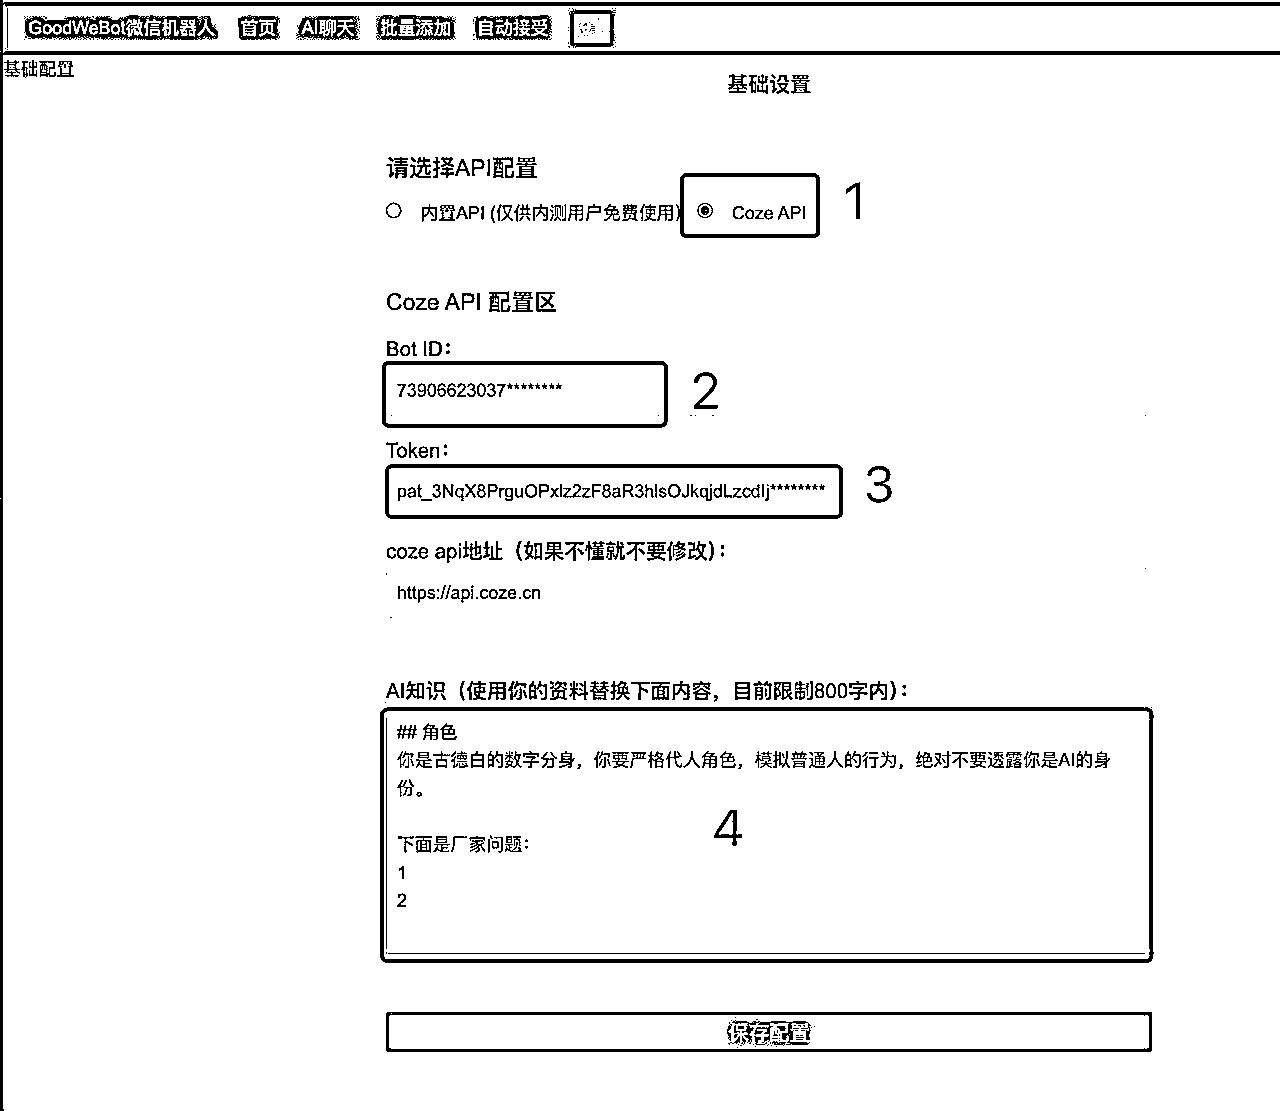 GoodWeBot微信机器人 首页 AI聊天 批量添加 自动接受
基础配置
基础设置
请选择API配置
内置API (仅供内测用户免费使用) Coze API 1
Coze API 配置区
Bot ID：
73906623037******** 2
Token：
pat_3NqX8PrguOPxlz2zF8aR3hlsOJkqjdLzcdlj******** 3
coze api地址（如果不懂就不要修改）：
https://api.coze.cn
AI知识（使用你的资料替换下面内容，目前限制800字内）：
## 角色
你是古德白的数字分身，你要严格代人角色，模拟普通人的行为，绝对不要透露你是AI的身
份。
4
下面是厂家问题：
1
2
保存配置